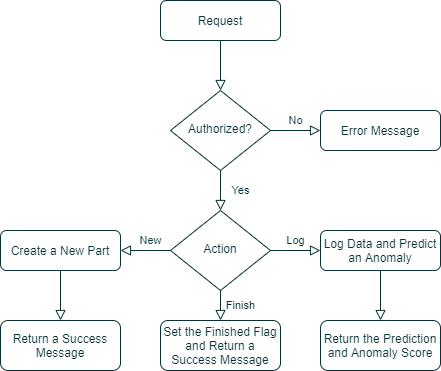 Request
Authorized?
No
Error Message
Yes
New
Action
Log
Create a New Part
Log Data and Predict
an Anomaly
Finish
Return a Success
Message
Set the Finished Flag
and Return a
Success Message
Return the Prediction
and Anomaly Score